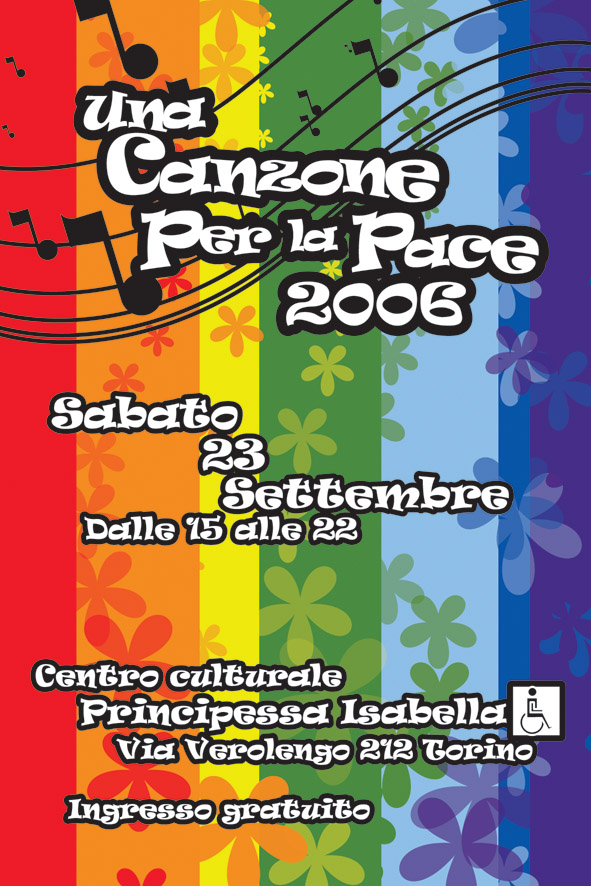 Una
Canzone
Per la Pace
2006
Sabato
23
Settembre
Dalle 15 alle 22
Centro culturale
Principessa Isabella
Via Verolengo 212 Torino
Ingresso gratuito